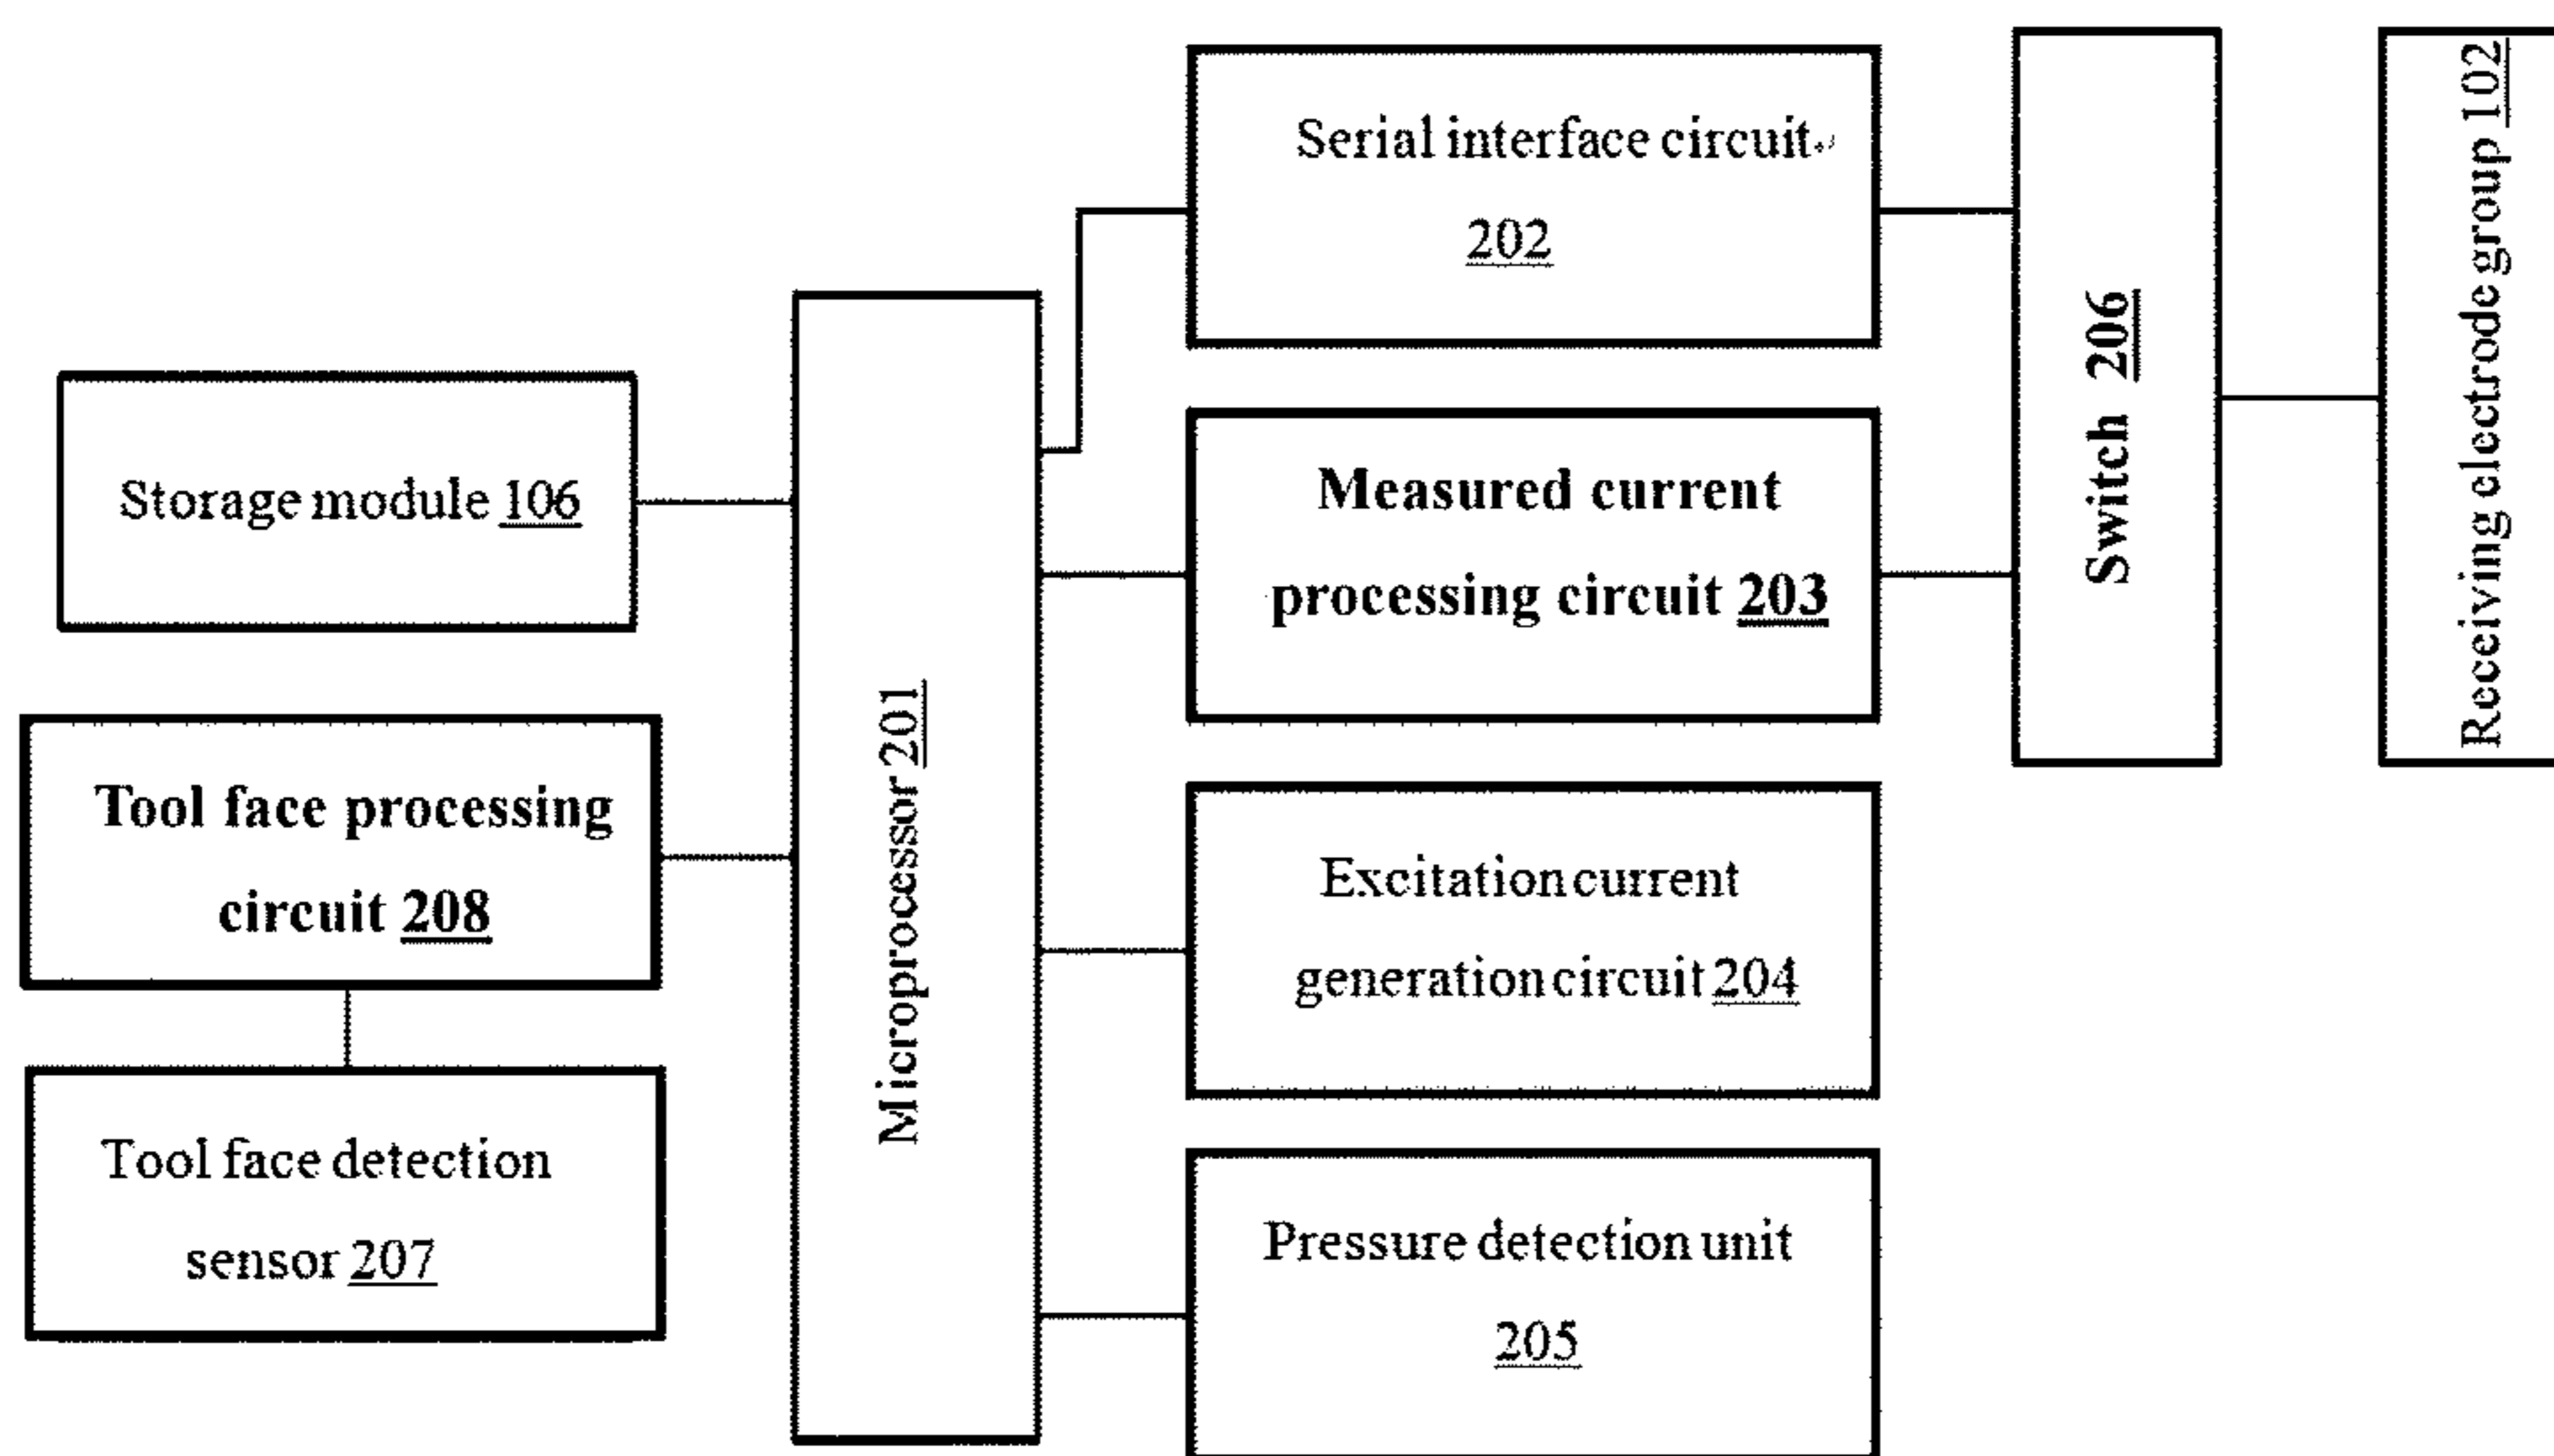 Serial interface circuit
202
Measured current
processing circuit 203
Excitation current
generation circuit 204
Pressure detection unit
205
Switch 206
Receiving electrode group 102
Storage module 106
Tool face processing
circuit 208
Tool face detection
sensor 207
Microprocessor 201